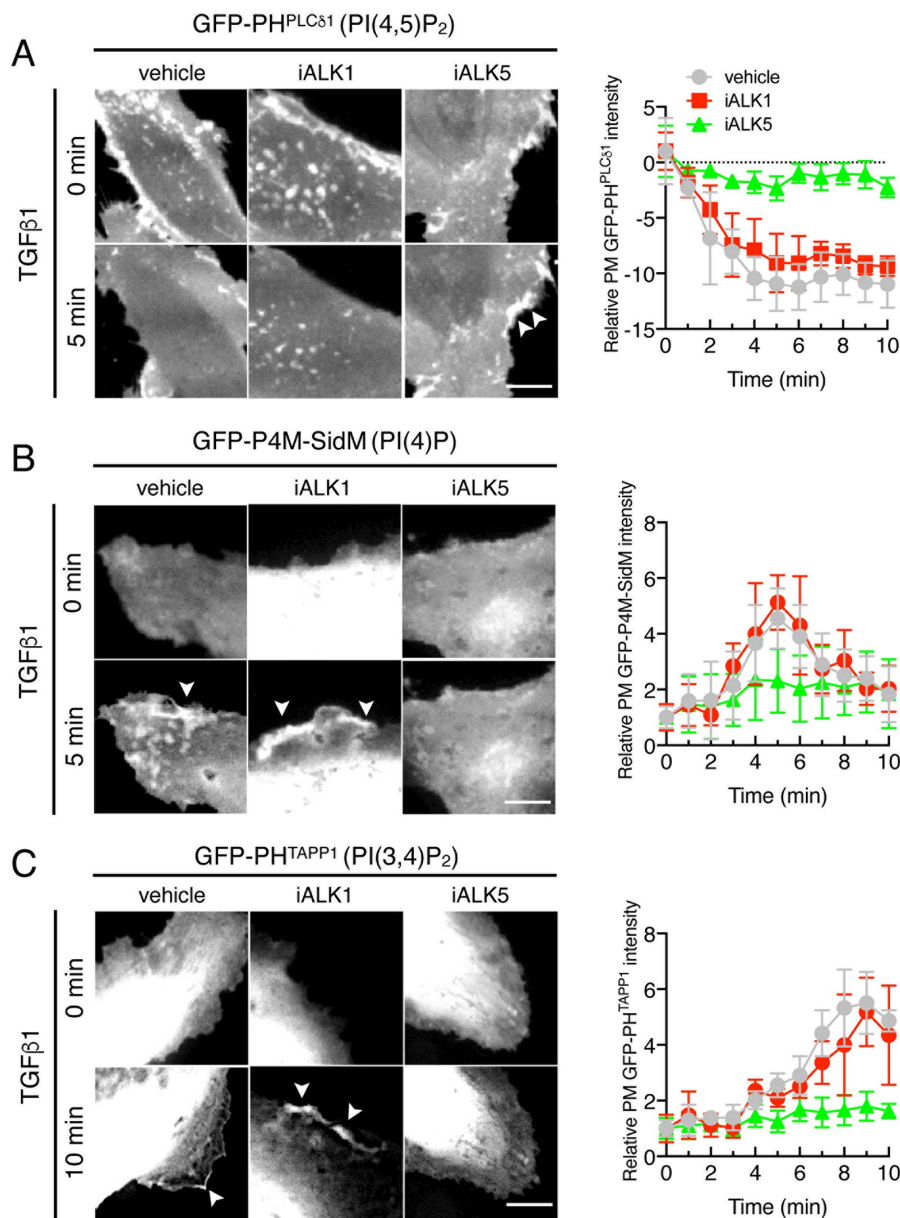 A
GFP-PHPLCδ1 (PI(4,5)P2)
vehicle iALK1 iALK5
TGFβ1
0 min
5 min
vehicle
iALK1
iALK5
Relative PM GFP-PHPLCδ1 intensity
5
0
-5
-10
-15
0 2 4 6 8 10
Time (min)
B
GFP-P4M-SidM (PI(4)P)
vehicle iALK1 iALK5
TGFβ1
0 min
5 min
Relative PM GFP-P4M-SidM intensity
8
6
4
2
0
0 2 4 6 8 10
Time (min)
C
GFP-PHTAPP1 (PI(3,4)P2)
vehicle iALK1 iALK5
TGFβ1
0 min
10 min
Relative PM GFP-PHTAPP1 intensity
8
6
4
2
0
0 2 4 6 8 10
Time (min)